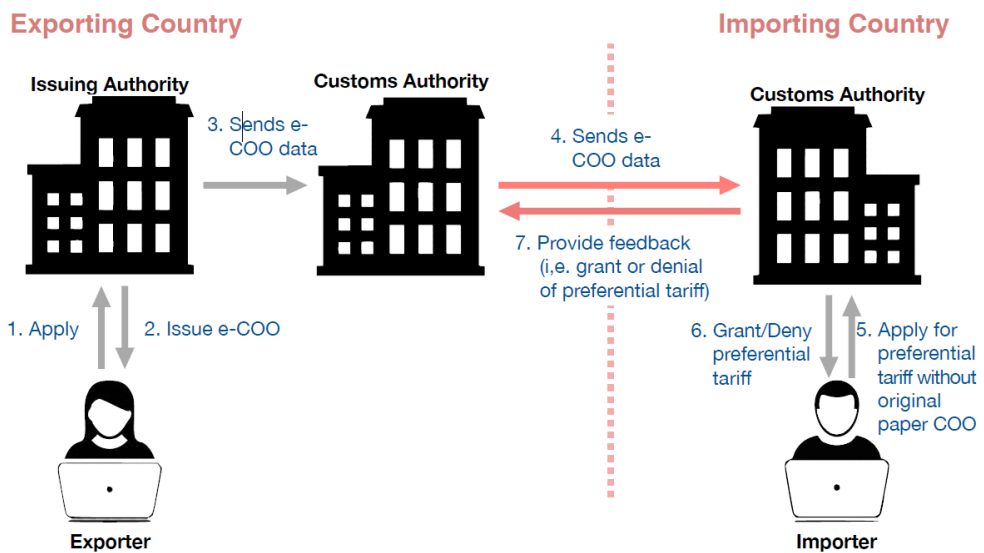 Exporting Country
Importing Country
Issuing Authority
Customs Authority
Customs Authority
3. Sends e-
COO data
4. Sends e-
COO data
7. Provide feedback
(i,e. grant or denial
of preferential tariff)
1. Apply
2. Issue e-COO
6. Grant/Deny
preferential
tariff
5. Apply for
preferential
tariff without
original
paper COO
Exporter
Importer